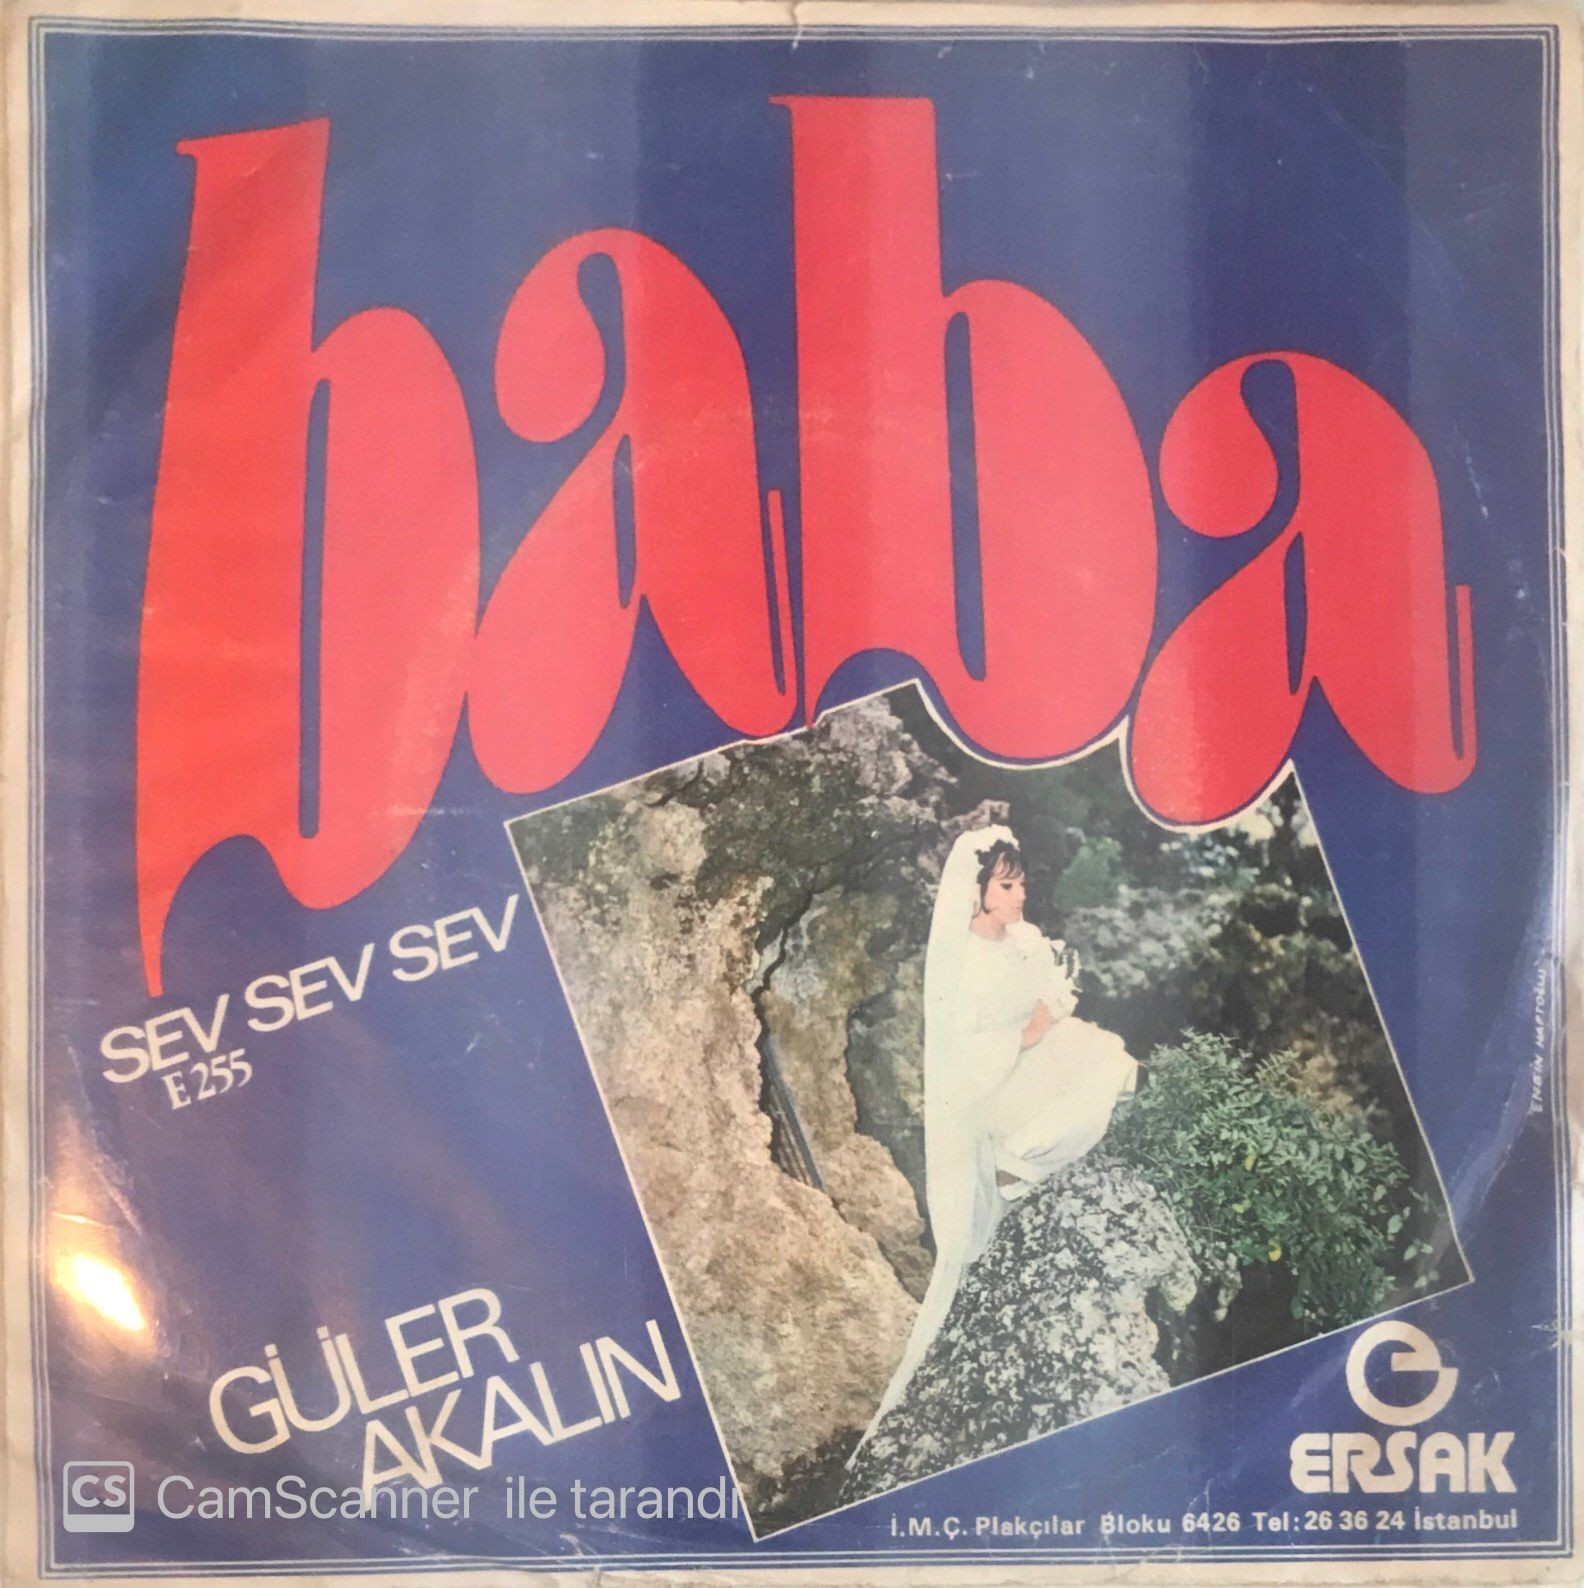 baba
SEV SEV SEV
E 255
GÜLER
AKALIN
ERSAK
İ.M.Ç. Plakçılar Bloku 6426 Tel: 26 36 24 İstanbul
CS CamScanner ile tarandı